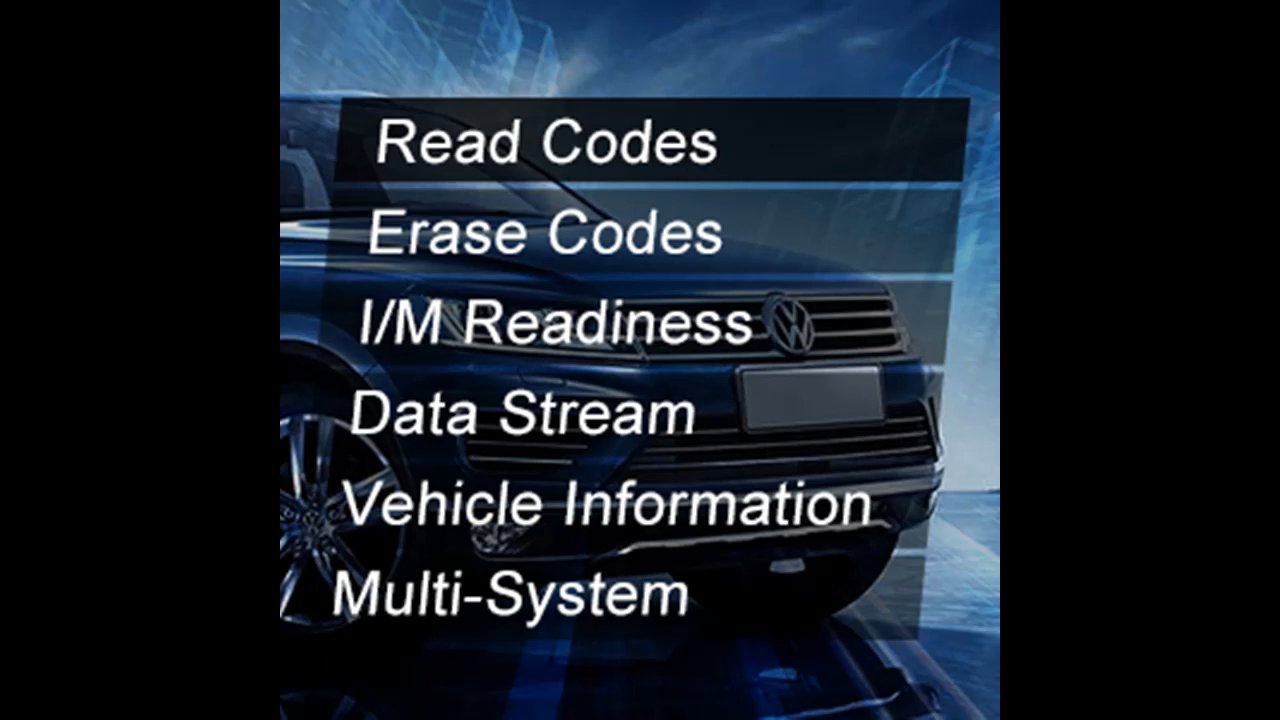 Read Codes
Erase Codes
I/M Readiness
Data Stream
Vehicle Information
Multi-System